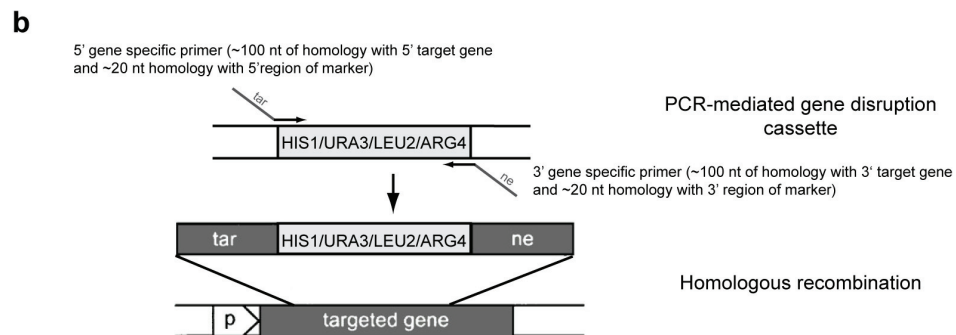 b
5’ gene specific primer (~100 nt of homology with 5’ target gene
and ~20 nt homology with 5’region of marker)
tar
PCR-mediated gene disruption
cassette
HIS1/URA3/LEU2/ARG4
3’ gene specific primer (~100 nt of homology with 3‘ target gene
and ~20 nt homology with 3’ region of marker)
ne
tar HIS1/URA3/LEU2/ARG4 ne
Homologous recombination
p targeted gene